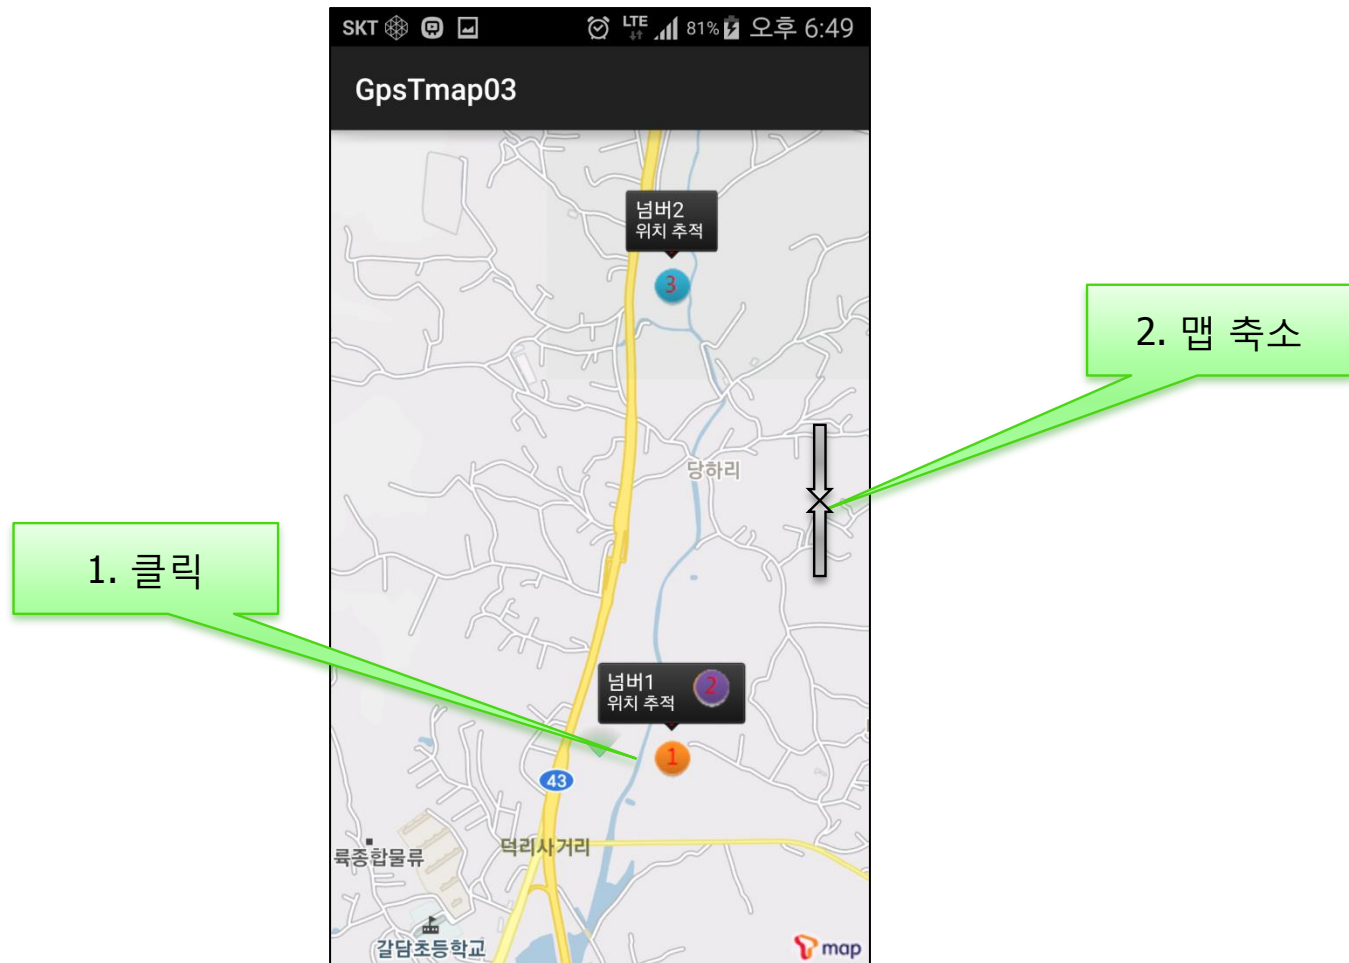 SKT
LTE
81%
오후 6:49
GpsTmap03
넘버2
위치 추적
3
2. 맵 축소
당하리
1. 클릭
넘버1
위치 추적
2
1
43
덕리사거리
륙종합물류
갈담초등학교
T map